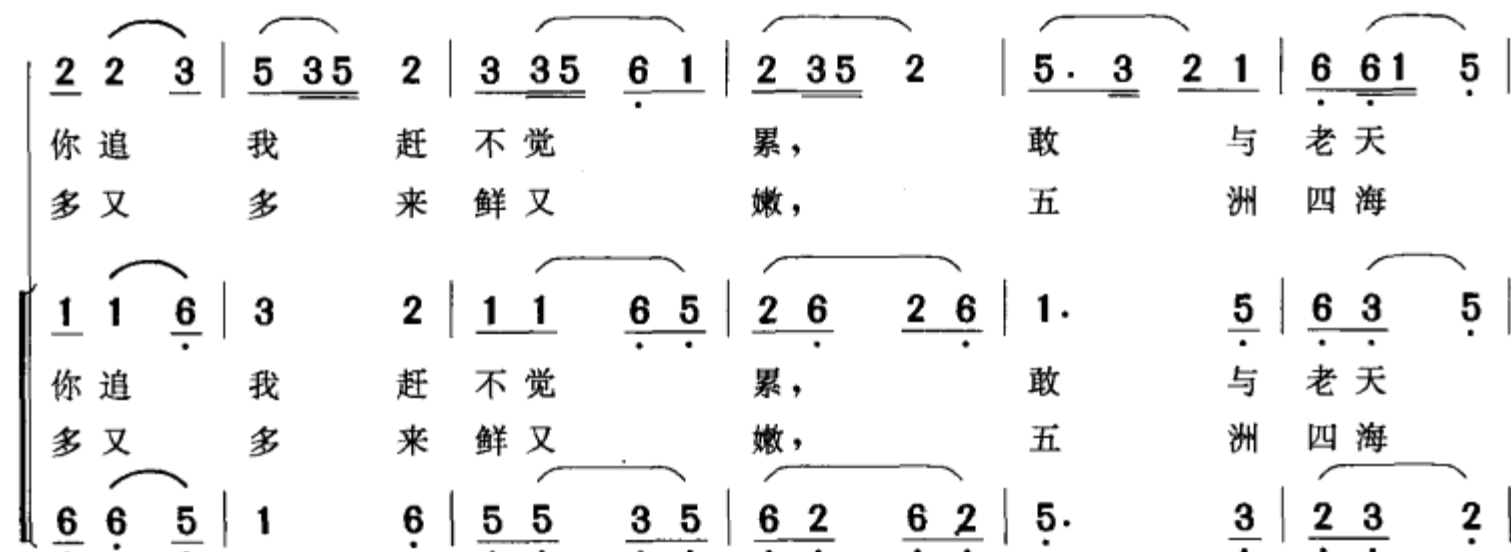 2 2 3 | 5 35 2 | 3 35 6 1 | 2 35 2 | 5. 3 2 1 | 6 61 5 |
你追 我 赶 不觉 累， 敢 与 老天
多又 多 来 鲜又 嫩， 五 洲 四海
1 1 6 | 3 2 | 1 1 6 5 | 2 6 2 6 | 1. 5 | 6 3 5 |
你追 我 赶 不觉 累， 敢 与 老天
多又 多 来 鲜又 嫩， 五 洲 四海
6 6 5 | 1 6 | 5 5 3 5 | 6 2 6 2 | 5. 3 | 2 3 2 |